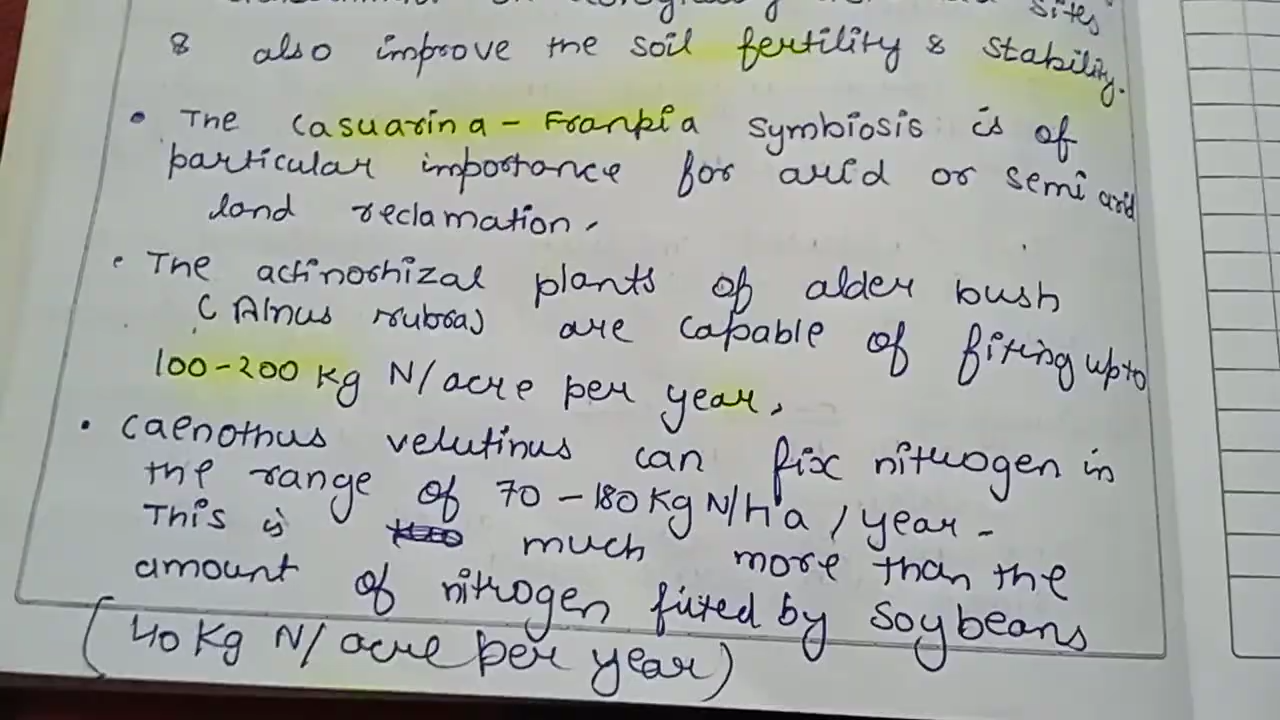 sites
& also improve the soil fertility & stability.
• The Casuarina - Frankia symbiosis is of
particular importance for arid or semi arid
land reclamation.
• The actinorhizal plants of alder bush
(Alnus rubra) are capable of fixing upto
100-200 Kg N/acre per year.
• Caenothus velutinus can fix nitrogen in
the range of 70 - 180 Kg N/Ha / year -
This is much more than the
amount of nitrogen fixed by soybeans
(40 Kg N/ acre per year)